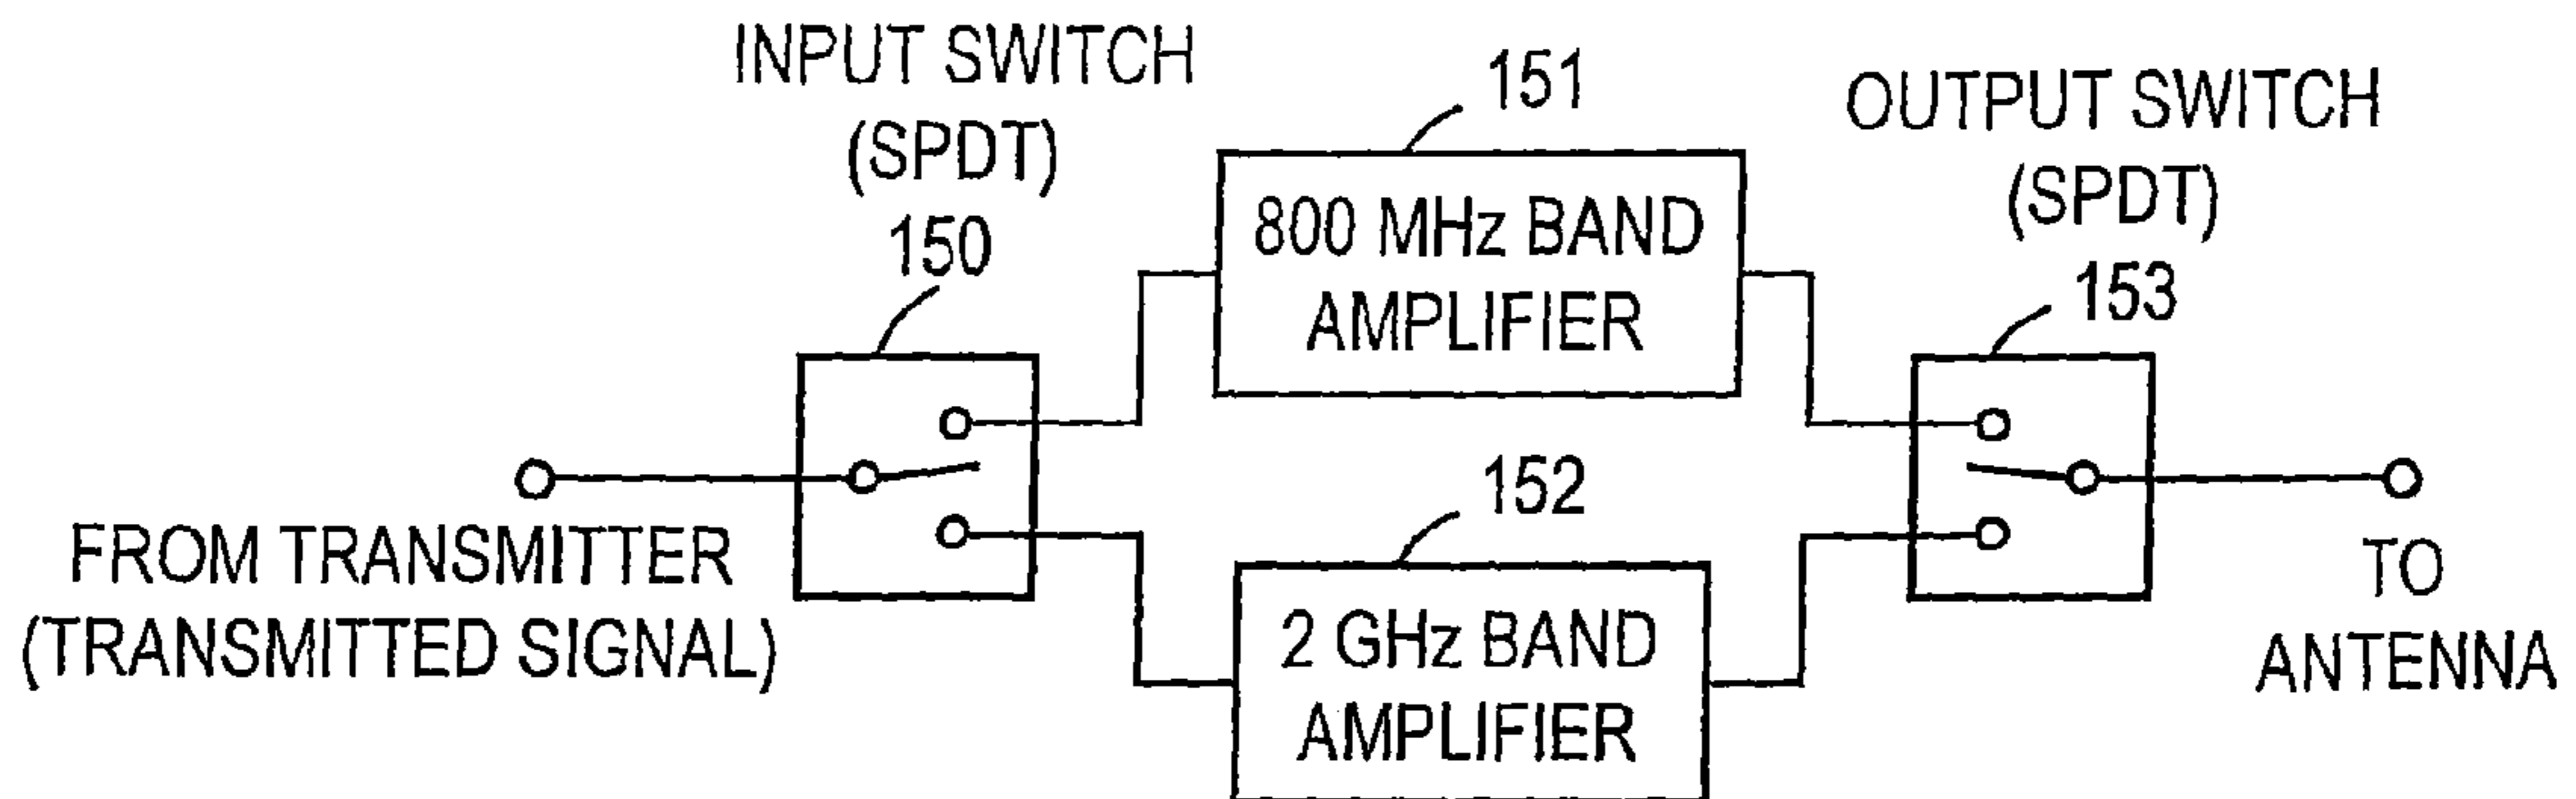 INPUT SWITCH
(SPDT)
150
151
800 MHz BAND
AMPLIFIER
OUTPUT SWITCH
(SPDT)
153
FROM TRANSMITTER
(TRANSMITTED SIGNAL)
152
2 GHz BAND
AMPLIFIER
TO
ANTENNA